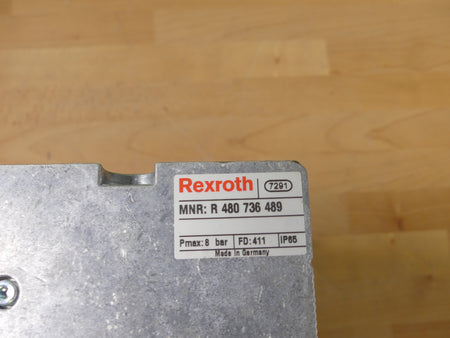 Rexroth 7291
MNR: R 480 736 489
Pmax: 8 bar FD: 411 IP65
Made in Germany